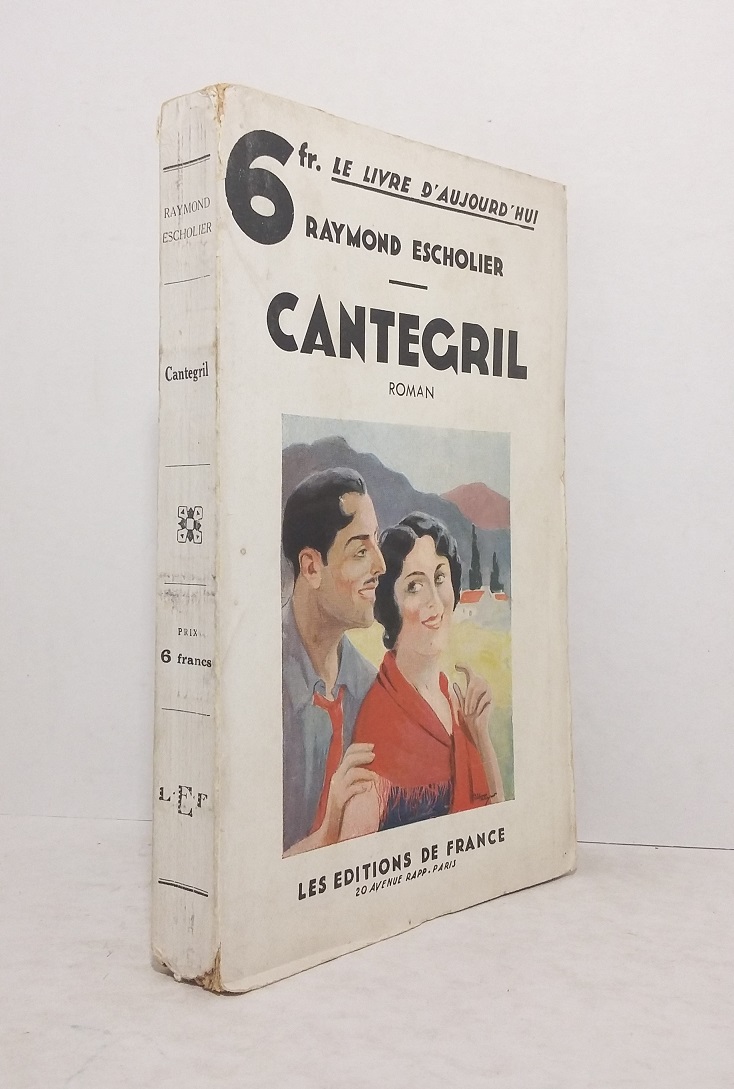 RAYMOND
ESCHOLIER
Cantegril
PRIX
6 francs
L·E·F
6 fr. LE LIVRE D'AUJOURD'HUI
RAYMOND ESCHOLIER
CANTEGRIL
ROMAN
LES EDITIONS DE FRANCE
20 AVENUE RAPP - PARIS